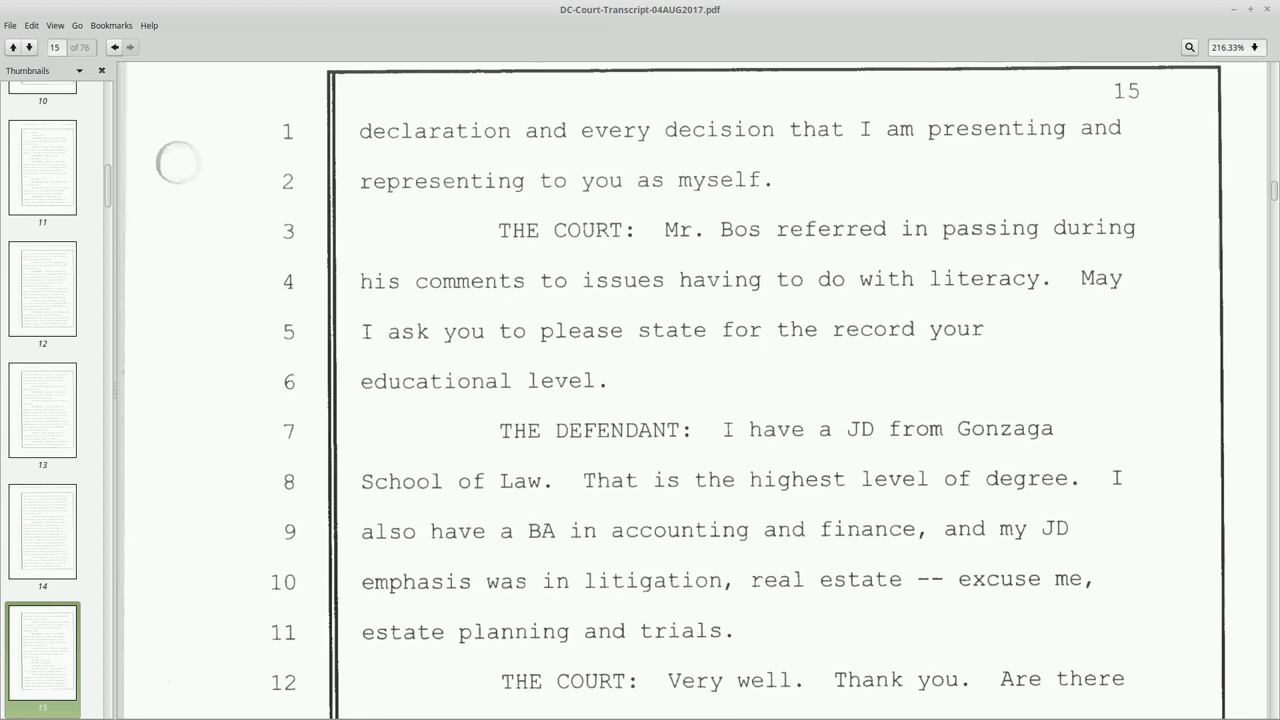 DC-Court-Transcript-04AUG2017.pdf
File Edit View Go Bookmarks Help
15 of 76
216.33%
Thumbnails
10
11
12
13
14
15
15
1 declaration and every decision that I am presenting and
2 representing to you as myself.
3 THE COURT: Mr. Bos referred in passing during
4 his comments to issues having to do with literacy. May
5 I ask you to please state for the record your
6 educational level.
7 THE DEFENDANT: I have a JD from Gonzaga
8 School of Law. That is the highest level of degree. I
9 also have a BA in accounting and finance, and my JD
10 emphasis was in litigation, real estate -- excuse me,
11 estate planning and trials.
12 THE COURT: Very well. Thank you. Are there